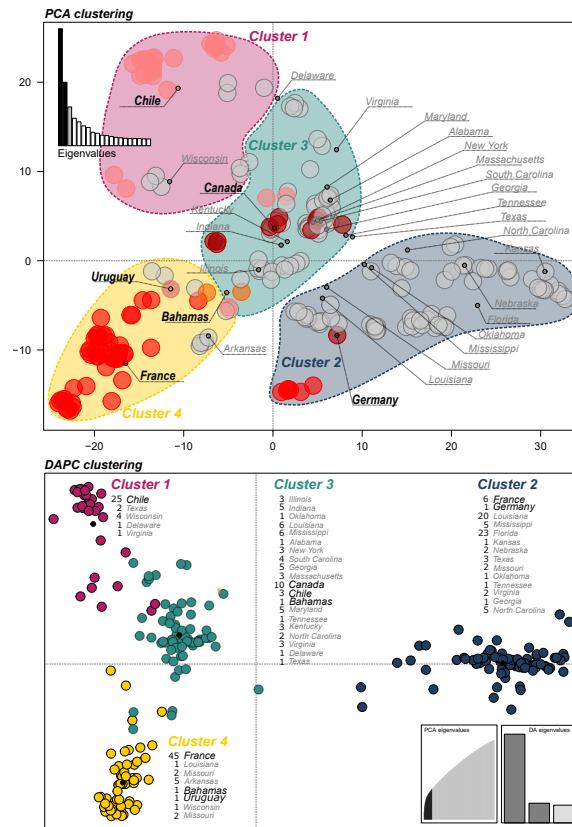 PCA clustering
Cluster 1
20
Delaware
Chile
Virginia
Eigenvalues
Maryland
Alabama
Cluster 3
New York
Wisconsin
Massachusetts
10
South Carolina
Canada
Georgia
Kentucky
Tennessee
Indiana
Texas
North Carolina
Kansas
0
Illinois
Uruguay
Nebraska
Bahamas
Florida
Arkansas
Oklahoma
−10
Mississippi
Cluster 2
Missouri
France
Louisiana
Germany
Cluster 4
−20 −10 0 10 20 30
DAPC clustering
Cluster 1
25 Chile
2 Texas
4 Wisconsin
1 Delaware
1 Virginia
Cluster 3
3 Illinois
5 Indiana
1 Oklahoma
6 Louisiana
6 Mississippi
1 Alabama
3 New York
4 South Carolina
5 Georgia
3 Massachusetts
10 Canada
3 Chile
1 Bahamas
5 Maryland
1 Tennessee
3 Kentucky
2 North Carolina
3 Virginia
1 Delaware
1 Texas
Cluster 2
6 France
1 Germany
20 Louisiana
5 Mississippi
23 Florida
1 Kansas
2 Nebraska
3 Texas
2 Missouri
1 Oklahoma
1 Tennessee
2 Virginia
1 Georgia
5 North Carolina
Cluster 4
45 France
1 Louisiana
2 Missouri
5 Arkansas
1 Bahamas
1 Uruguay
1 Wisconsin
2 Missouri
PCA eigenvalues
DA eigenvalues